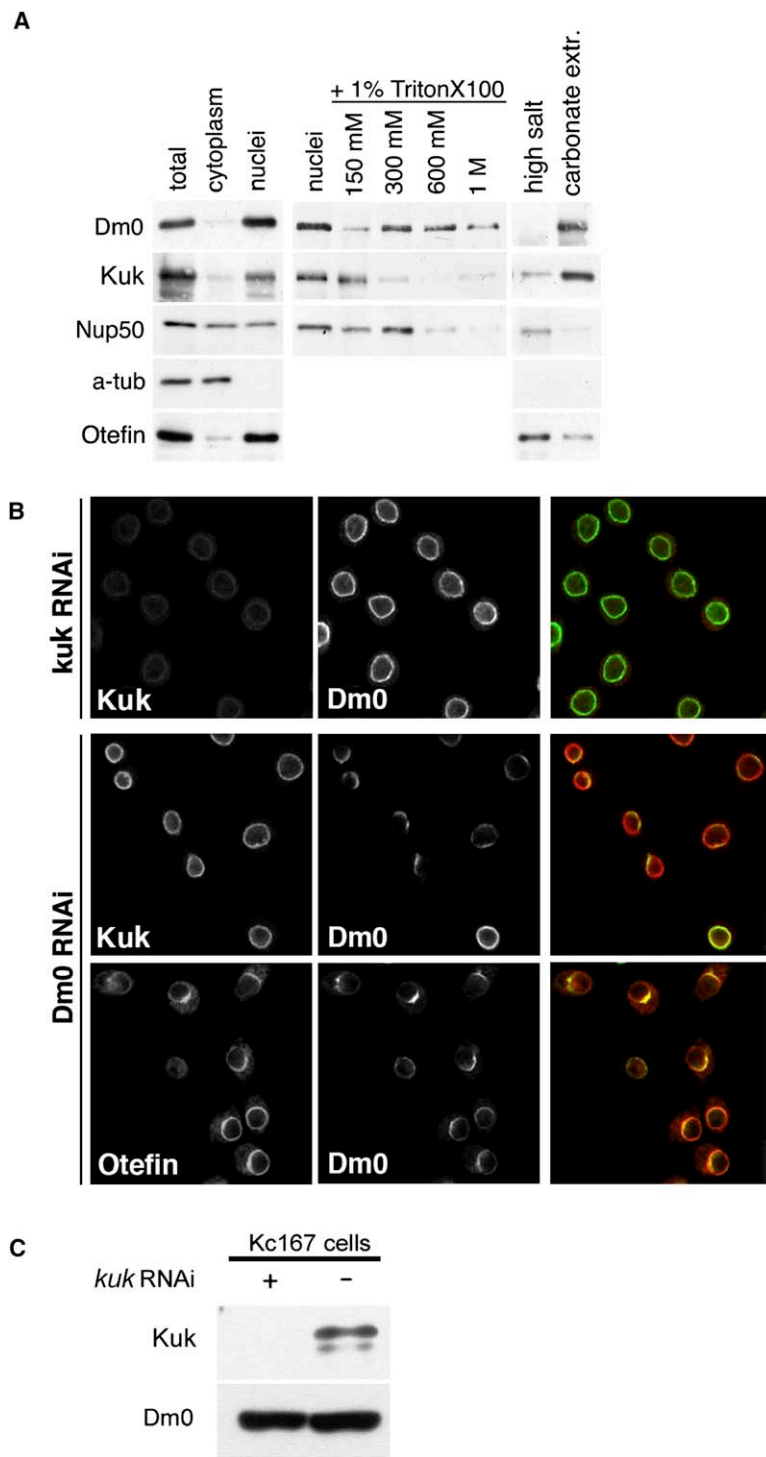 A
+ 1% TritonX100
total
cytoplasm
nuclei
nuclei
150 mM
300 mM
600 mM
1 M
high salt
carbonate extr.
Dm0
Kuk
Nup50
a-tub
Otefin
B
kuk RNAi
Kuk
Dm0
Dm0 RNAi
Kuk
Dm0
Otefin
Dm0
C
Kc167 cells
kuk RNAi + −
Kuk
Dm0